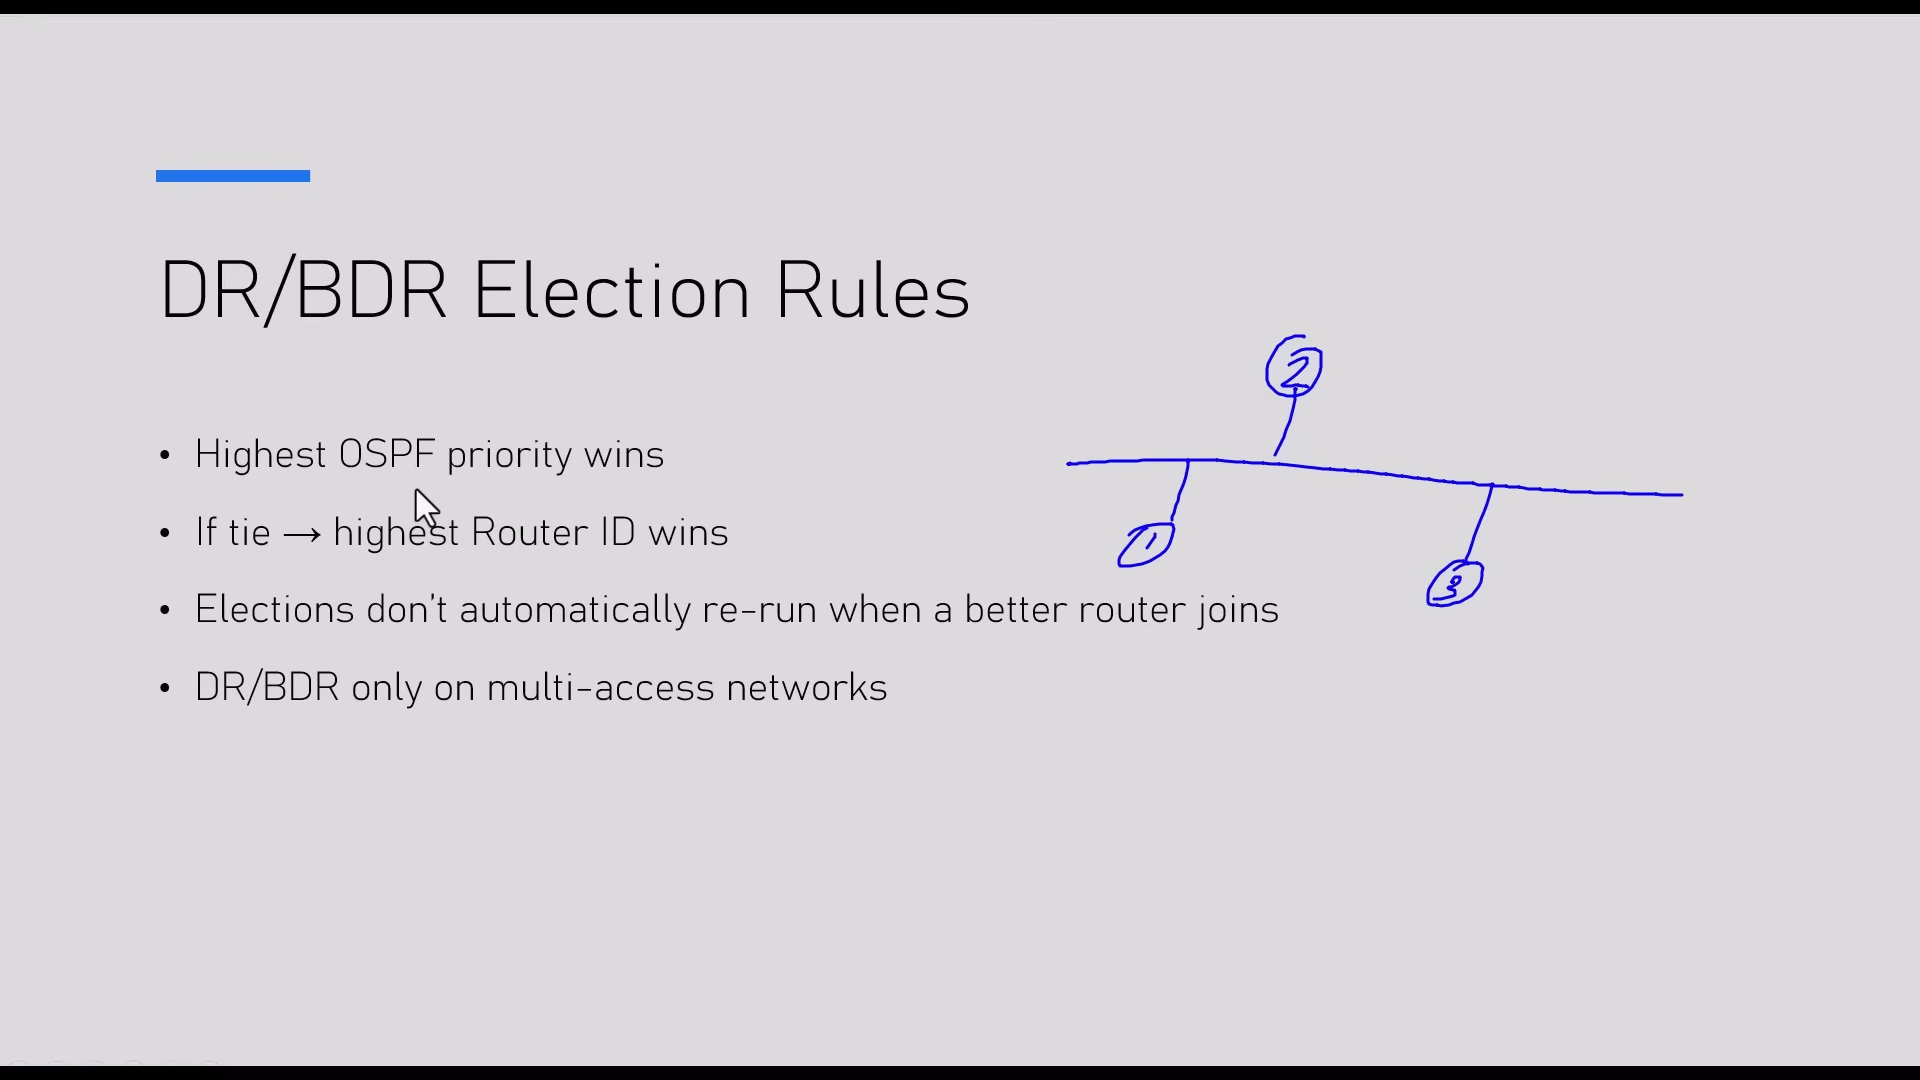 DR/BDR Election Rules
• Highest OSPF priority wins
• If tie → highest Router ID wins
• Elections don't automatically re-run when a better router joins
• DR/BDR only on multi-access networks
2
1
3